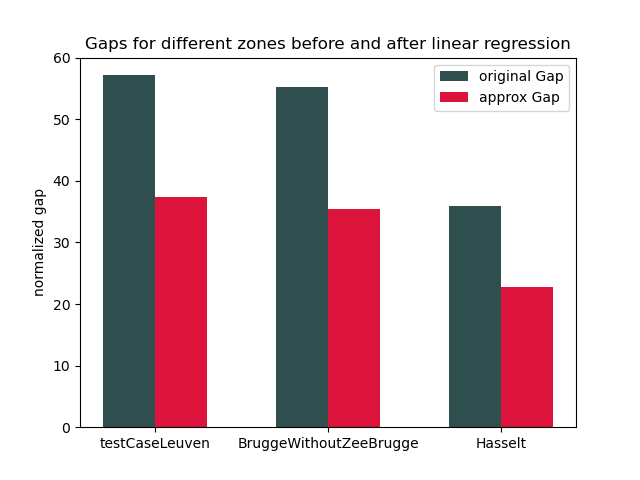 Gaps for different zones before and after linear regression
original Gap
approx Gap
normalized gap
60
50
40
30
20
10
0
testCaseLeuven
BruggeWithoutZeeBrugge
Hasselt